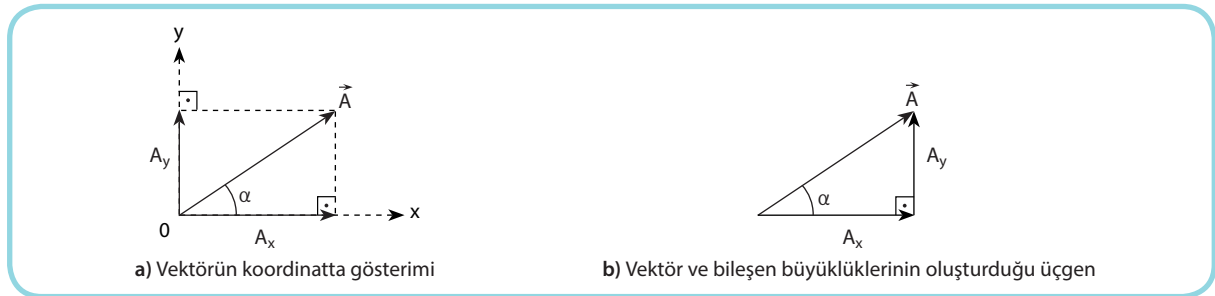 y
A
A
Ay
Ay
α
α
0
x
Ax
Ax
a) Vektörün koordinatta gösterimi
b) Vektör ve bileşen büyüklüklerinin oluşturduğu üçgen